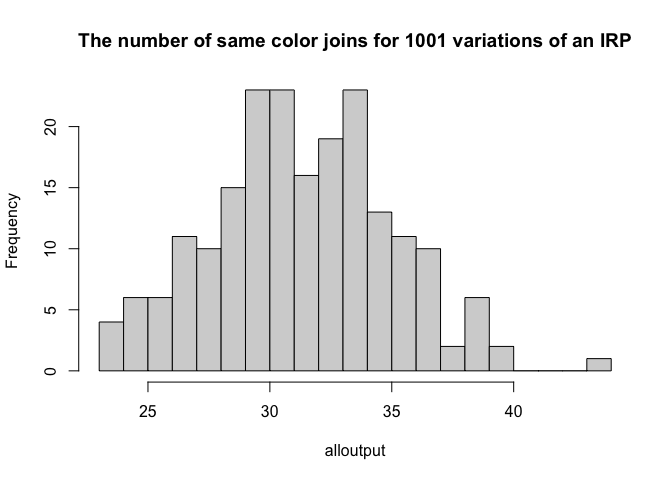 The number of same color joins for 1001 variations of an IRP
Frequency
20
15
10
5
0
25 30 35 40
alloutput